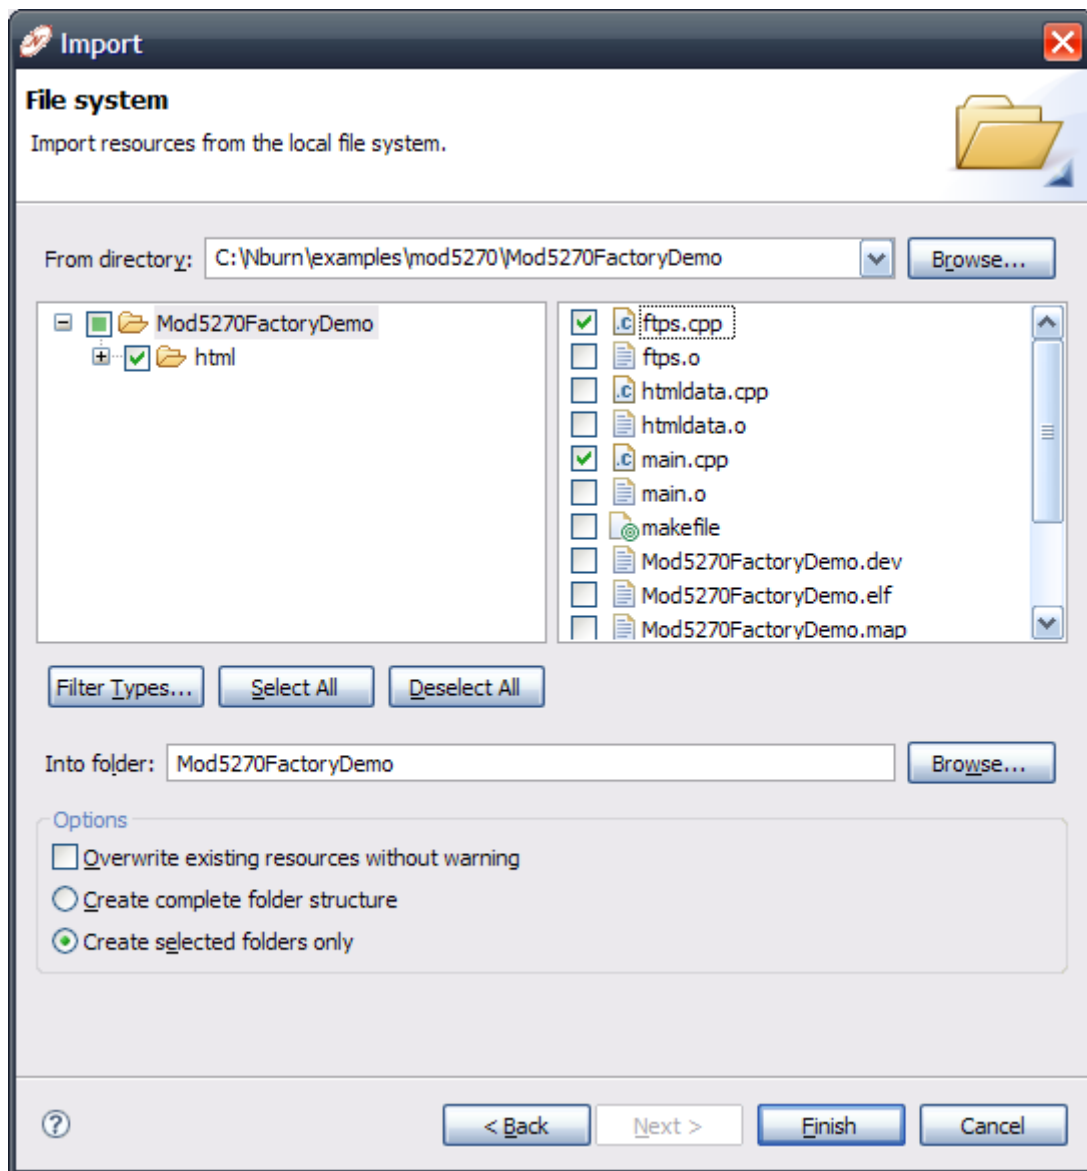 Import
File system
Import resources from the local file system.
From directory: C:\Nburn\examples\mod5270\Mod5270FactoryDemo Browse...
Mod5270FactoryDemo
html
ftps.cpp
ftps.o
htmldata.cpp
htmldata.o
main.cpp
main.o
makefile
Mod5270FactoryDemo.dev
Mod5270FactoryDemo.elf
Mod5270FactoryDemo.map
Filter Types... Select All Deselect All
Into folder: Mod5270FactoryDemo Browse...
Options
Overwrite existing resources without warning
Create complete folder structure
Create selected folders only
? < Back Next > Finish Cancel